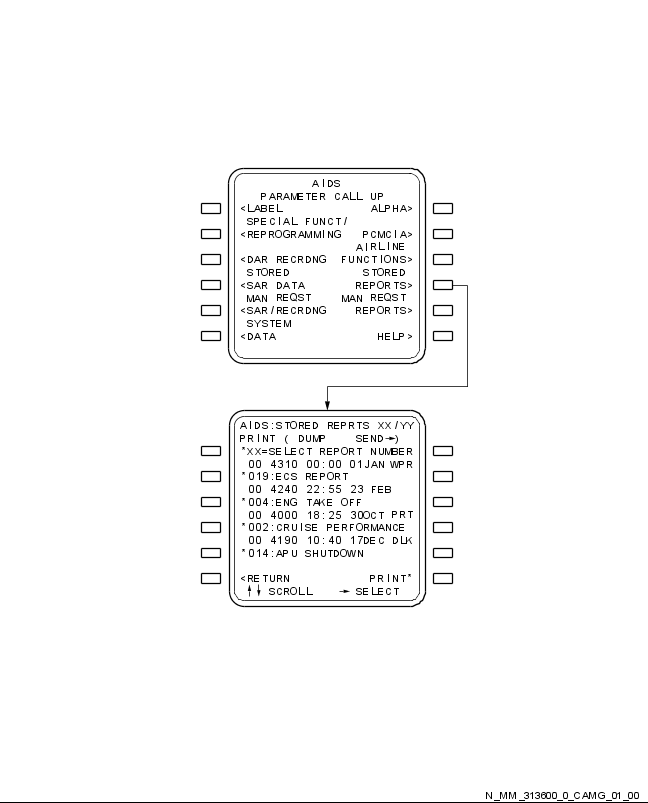 AIDS
PARAMETER CALL UP
<LABEL ALPHA>
SPECIAL FUNCT/
<REPROGRAMMING PCMCIA>
AIRLINE
<DAR RECRDNG FUNCTIONS>
STORED STORED
<SAR DATA REPORTS>
MAN REQST MAN REQST
<SAR/RECRDNG REPORTS>
SYSTEM
<DATA HELP>
AIDS:STORED REPRTS XX/YY
PRINT ( DUMP SEND→)
*XX=SELECT REPORT NUMBER
00 4310 00:00 01JAN WPR
*019:ECS REPORT
00 4240 22:55 23 FEB
*004:ENG TAKE OFF
00 4000 18:25 30OCT PRT
*002:CRUISE PERFORMANCE
00 4190 10:40 17DEC DLK
*014:APU SHUTDOWN
<RETURN PRINT*
↑↓ SCROLL → SELECT
N_MM_313600_0_CAMG_01_00